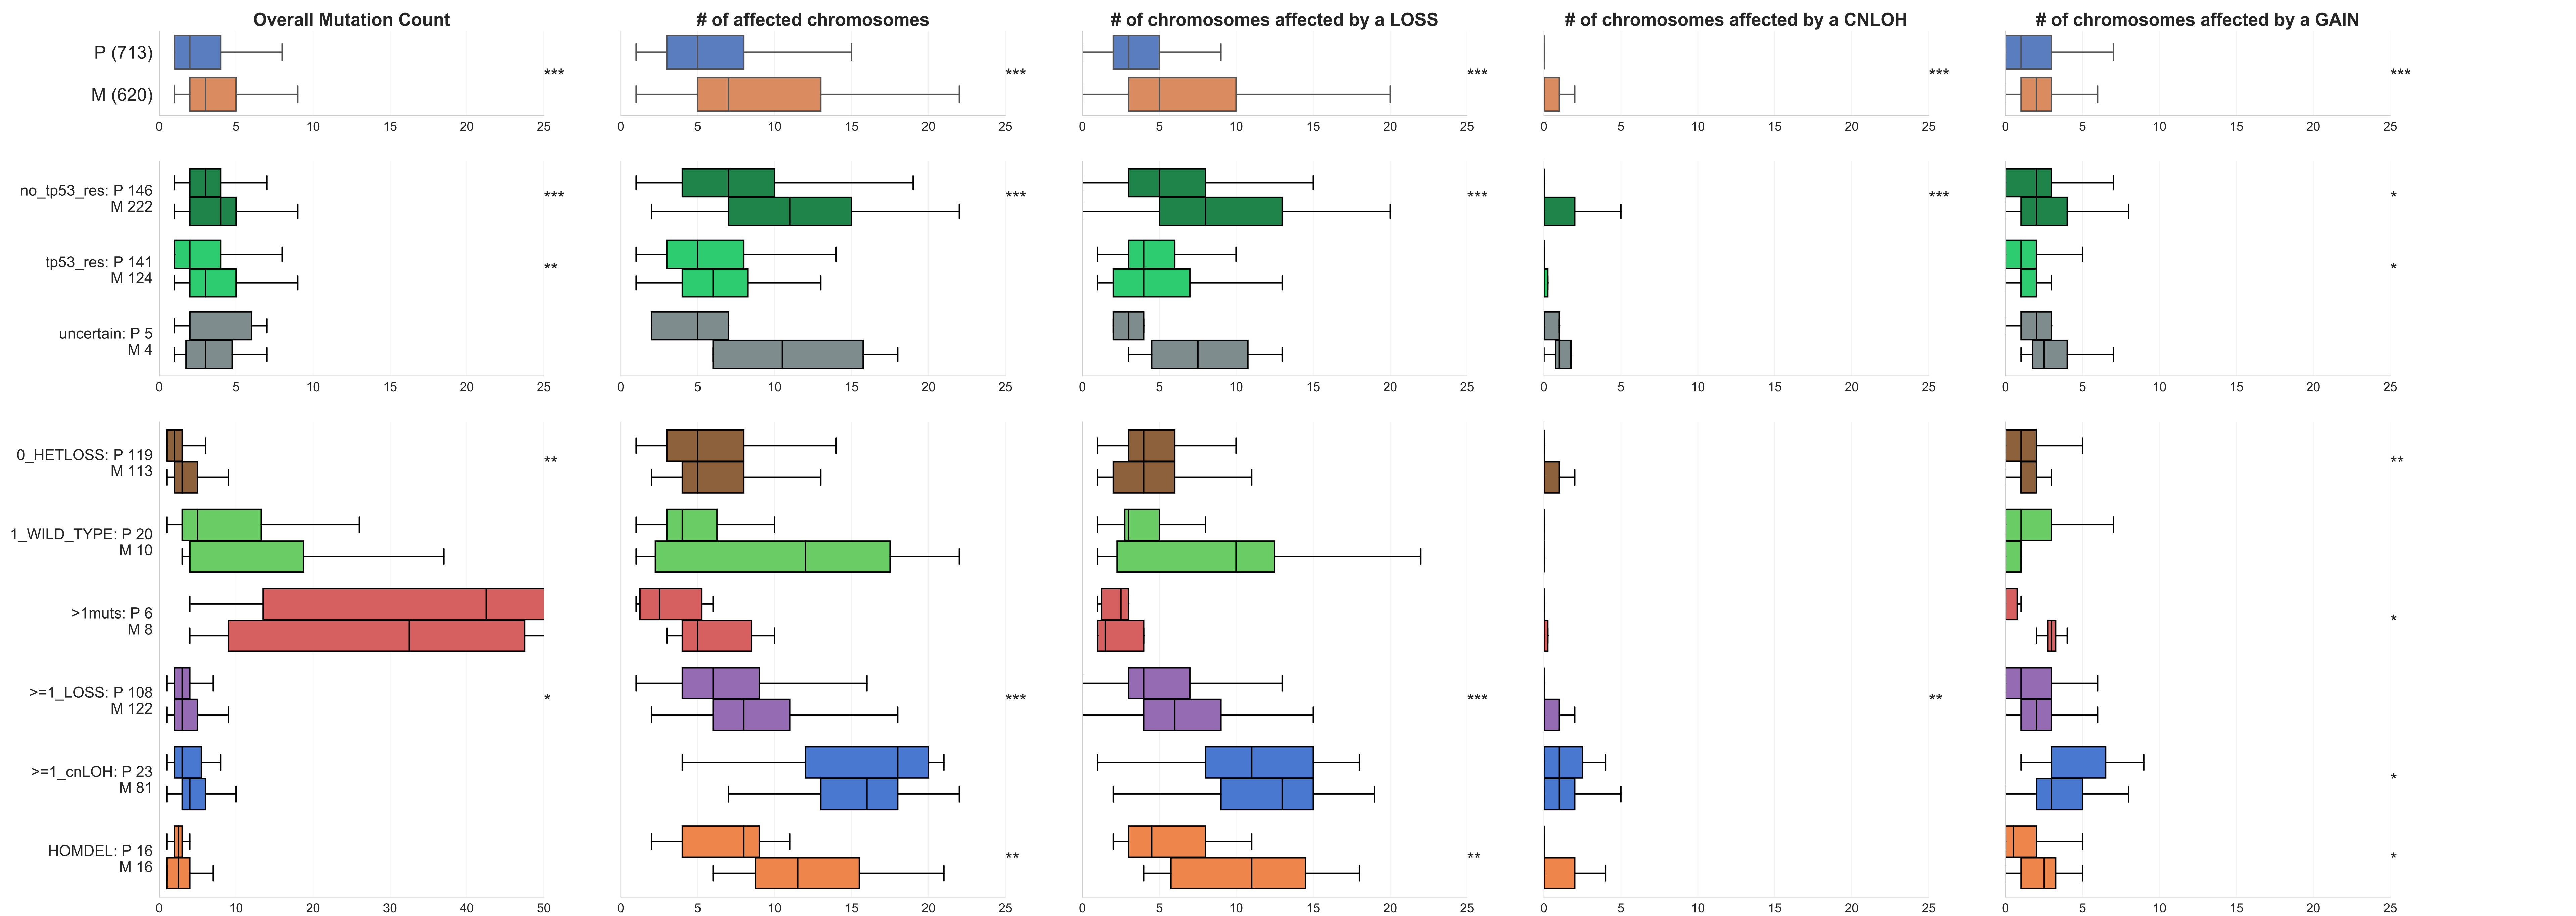 Overall Mutation Count
# of affected chromosomes
# of chromosomes affected by a LOSS
# of chromosomes affected by a CNLOH
# of chromosomes affected by a GAIN
P (713)
M (620)
*** *** *** *** ***
0 5 10 15 20 25
0 5 10 15 20 25
0 5 10 15 20 25
0 5 10 15 20 25
0 5 10 15 20 25
no_tp53_res: P 146
M 222
*** *** *** *** *
tp53_res: P 141
M 124
** *
uncertain: P 5
M 4
0 5 10 15 20 25
0 5 10 15 20 25
0 5 10 15 20 25
0 5 10 15 20 25
0 5 10 15 20 25
0_HETLOSS: P 119
M 113
** **
1_WILD_TYPE: P 20
M 10
>1muts: P 6
M 8
*
>=1_LOSS: P 108
M 122
* *** *** **
>=1_cnLOH: P 23
M 81
*
HOMDEL: P 16
M 16
** ** *
0 10 20 30 40 50
0 5 10 15 20 25
0 5 10 15 20 25
0 5 10 15 20 25
0 5 10 15 20 25